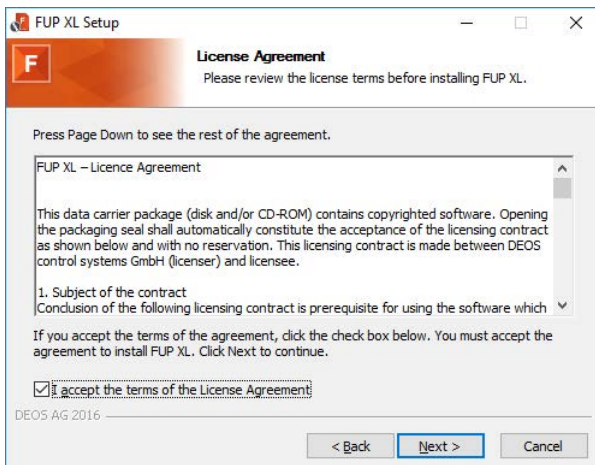 FUP XL Setup
F
License Agreement
Please review the license terms before installing FUP XL.
Press Page Down to see the rest of the agreement.
FUP XL – Licence Agreement
This data carrier package (disk and/or CD-ROM) contains copyrighted software. Opening
the packaging seal shall automatically constitute the acceptance of the licensing contract
as shown below and with no reservation. This licensing contract is made between DEOS
control systems GmbH (licenser) and licensee.
1. Subject of the contract
Conclusion of the following licensing contract is prerequisite for using the software which
If you accept the terms of the agreement, click the check box below. You must accept the
agreement to install FUP XL. Click Next to continue.
I accept the terms of the License Agreement
DEOS AG 2016
< Back Next > Cancel